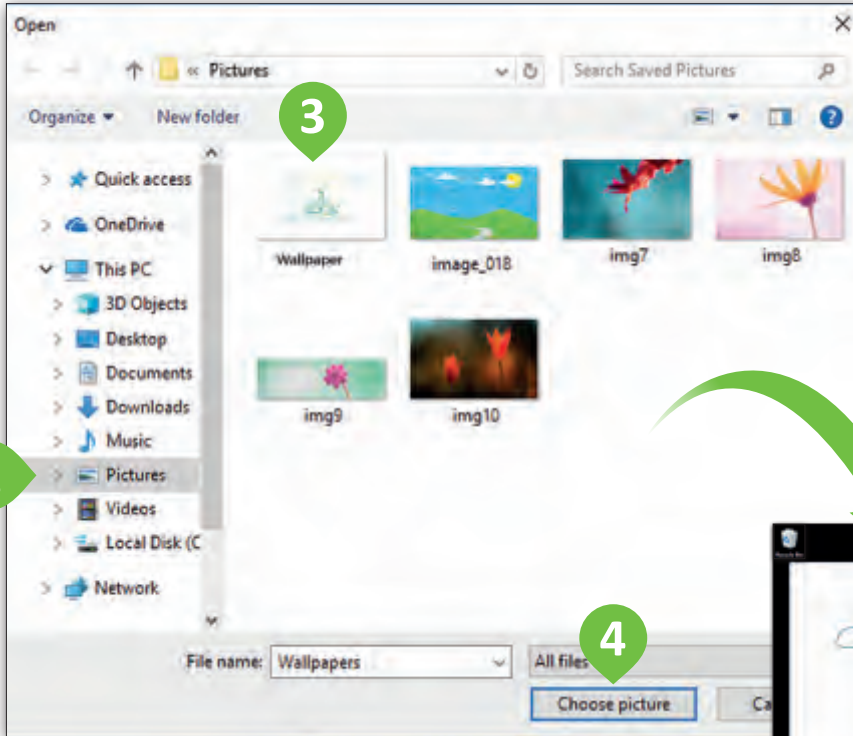 Open
« Pictures
Search Saved Pictures
Organize
New folder
3
Quick access
OneDrive
This PC
3D Objects
Desktop
Documents
Downloads
Music
Pictures
Videos
Local Disk (C
Network
Wallpaper
image_018
img7
img8
img9
img10
File name:
Wallpapers
All files
4
Choose picture
Ca